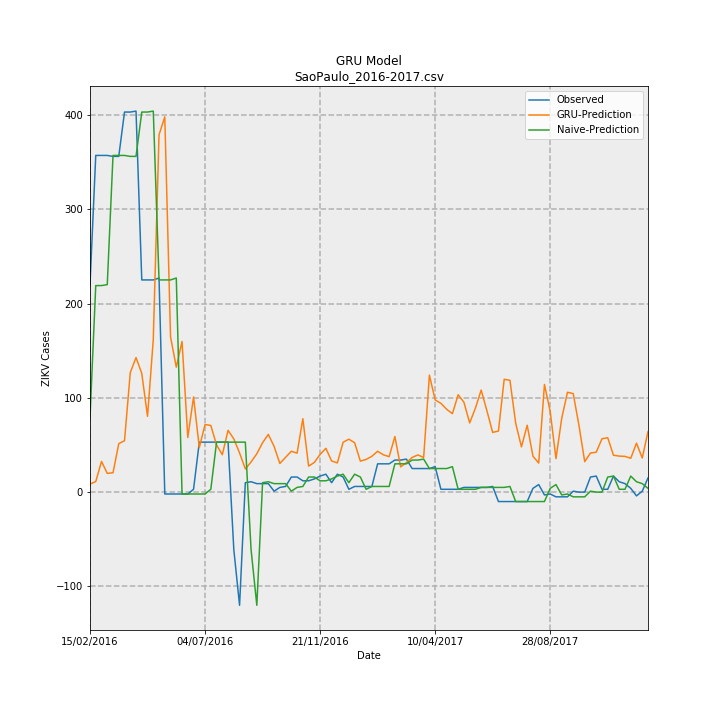 GRU Model
SaoPaulo_2016-2017.csv
Observed
GRU-Prediction
Naive-Prediction
400
300
200
100
0
−100
ZIKV Cases
15/02/2016
04/07/2016
21/11/2016
10/04/2017
28/08/2017
Date